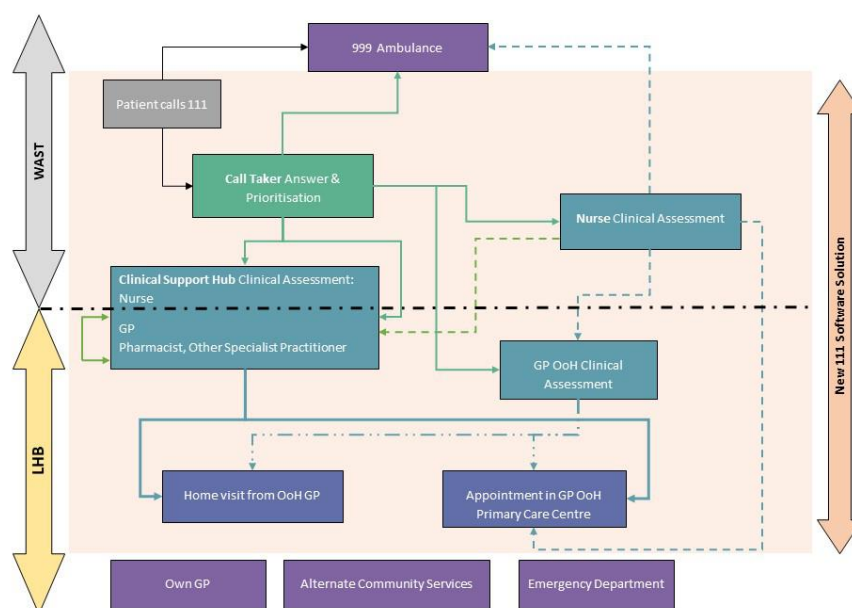 999 Ambulance
Patient calls 111
WAST
Call Taker Answer &
Prioritisation
Nurse Clinical Assessment
Clinical Support Hub Clinical Assessment:
Nurse
GP
Pharmacist, Other Specialist Practitioner
New 111 Software Solution
GP OoH Clinical
Assessment
LHB
Home visit from OoH GP
Appointment in GP OoH
Primary Care Centre
Own GP
Alternate Community Services
Emergency Department